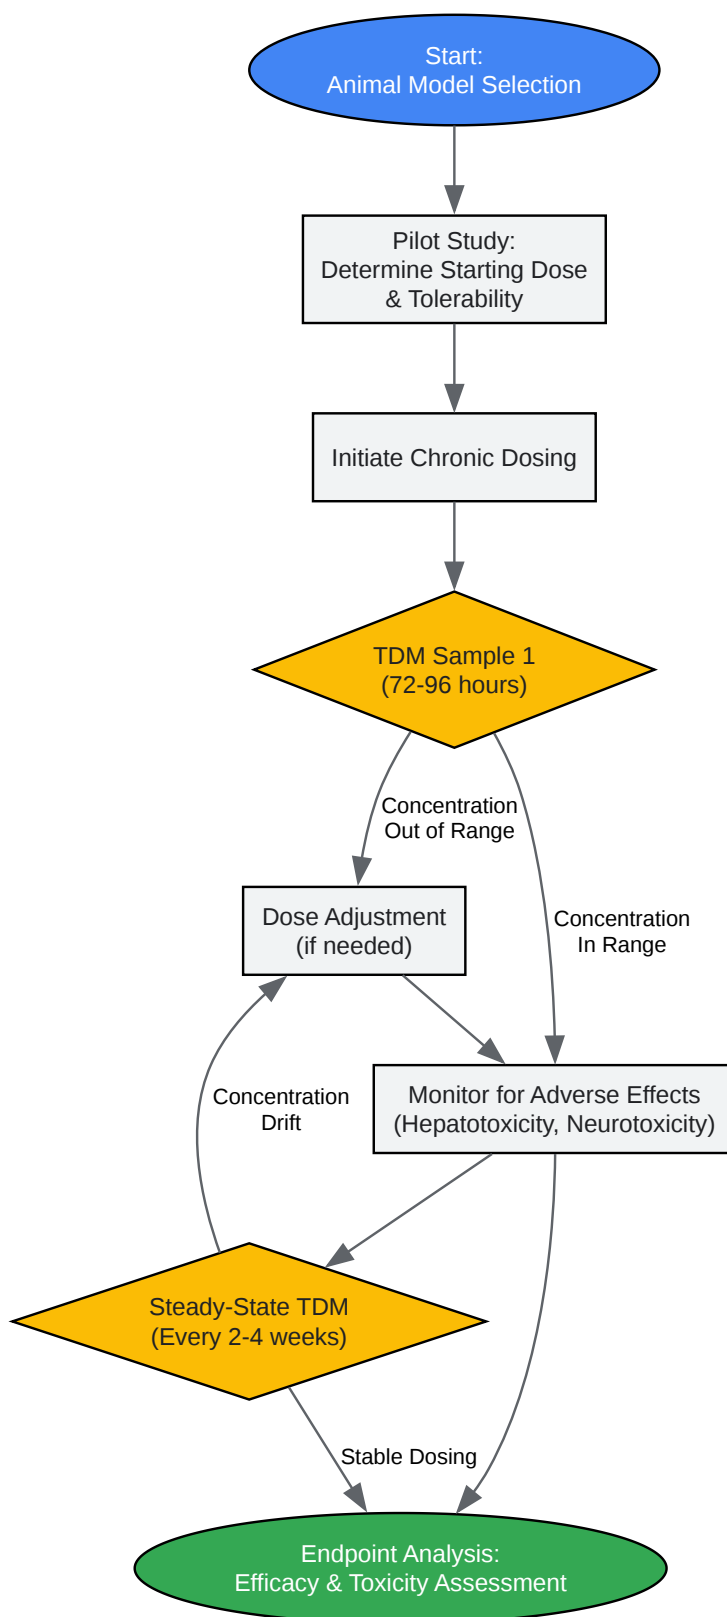 Start:
Animal Model Selection
Pilot Study:
Determine Starting Dose
& Tolerability
Initiate Chronic Dosing
TDM Sample 1
(72-96 hours)
Concentration
Out of Range
Dose Adjustment
(if needed)
Concentration
In Range
Monitor for Adverse Effects
(Hepatotoxicity, Neurotoxicity)
Concentration
Drift
Steady-State TDM
(Every 2-4 weeks)
Stable Dosing
Endpoint Analysis:
Efficacy & Toxicity Assessment